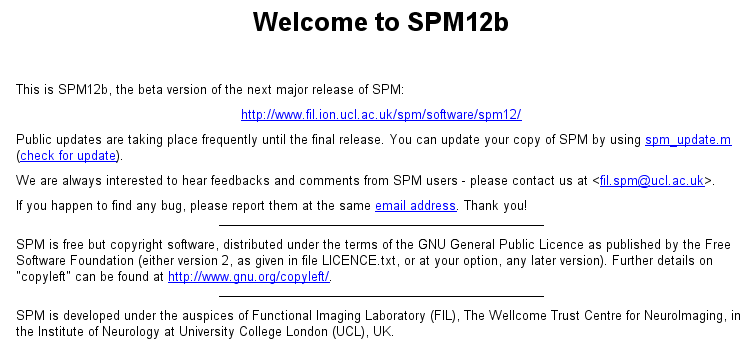 Welcome to SPM12b
This is SPM12b, the beta version of the next major release of SPM:
http://www.fil.ion.ucl.ac.uk/spm/software/spm12/
Public updates are taking place frequently until the final release. You can update your copy of SPM by using spm_update.m
(check for update).
We are always interested to hear feedbacks and comments from SPM users - please contact us at <fil.spm@ucl.ac.uk>.
If you happen to find any bug, please report them at the same email address. Thank you!
SPM is free but copyright software, distributed under the terms of the GNU General Public Licence as published by the Free
Software Foundation (either version 2, as given in file LICENCE.txt, or at your option, any later version). Further details on
"copyleft" can be found at http://www.gnu.org/copyleft/.
SPM is developed under the auspices of Functional Imaging Laboratory (FIL), The Wellcome Trust Centre for NeuroImaging, in
the Institute of Neurology at University College London (UCL), UK.